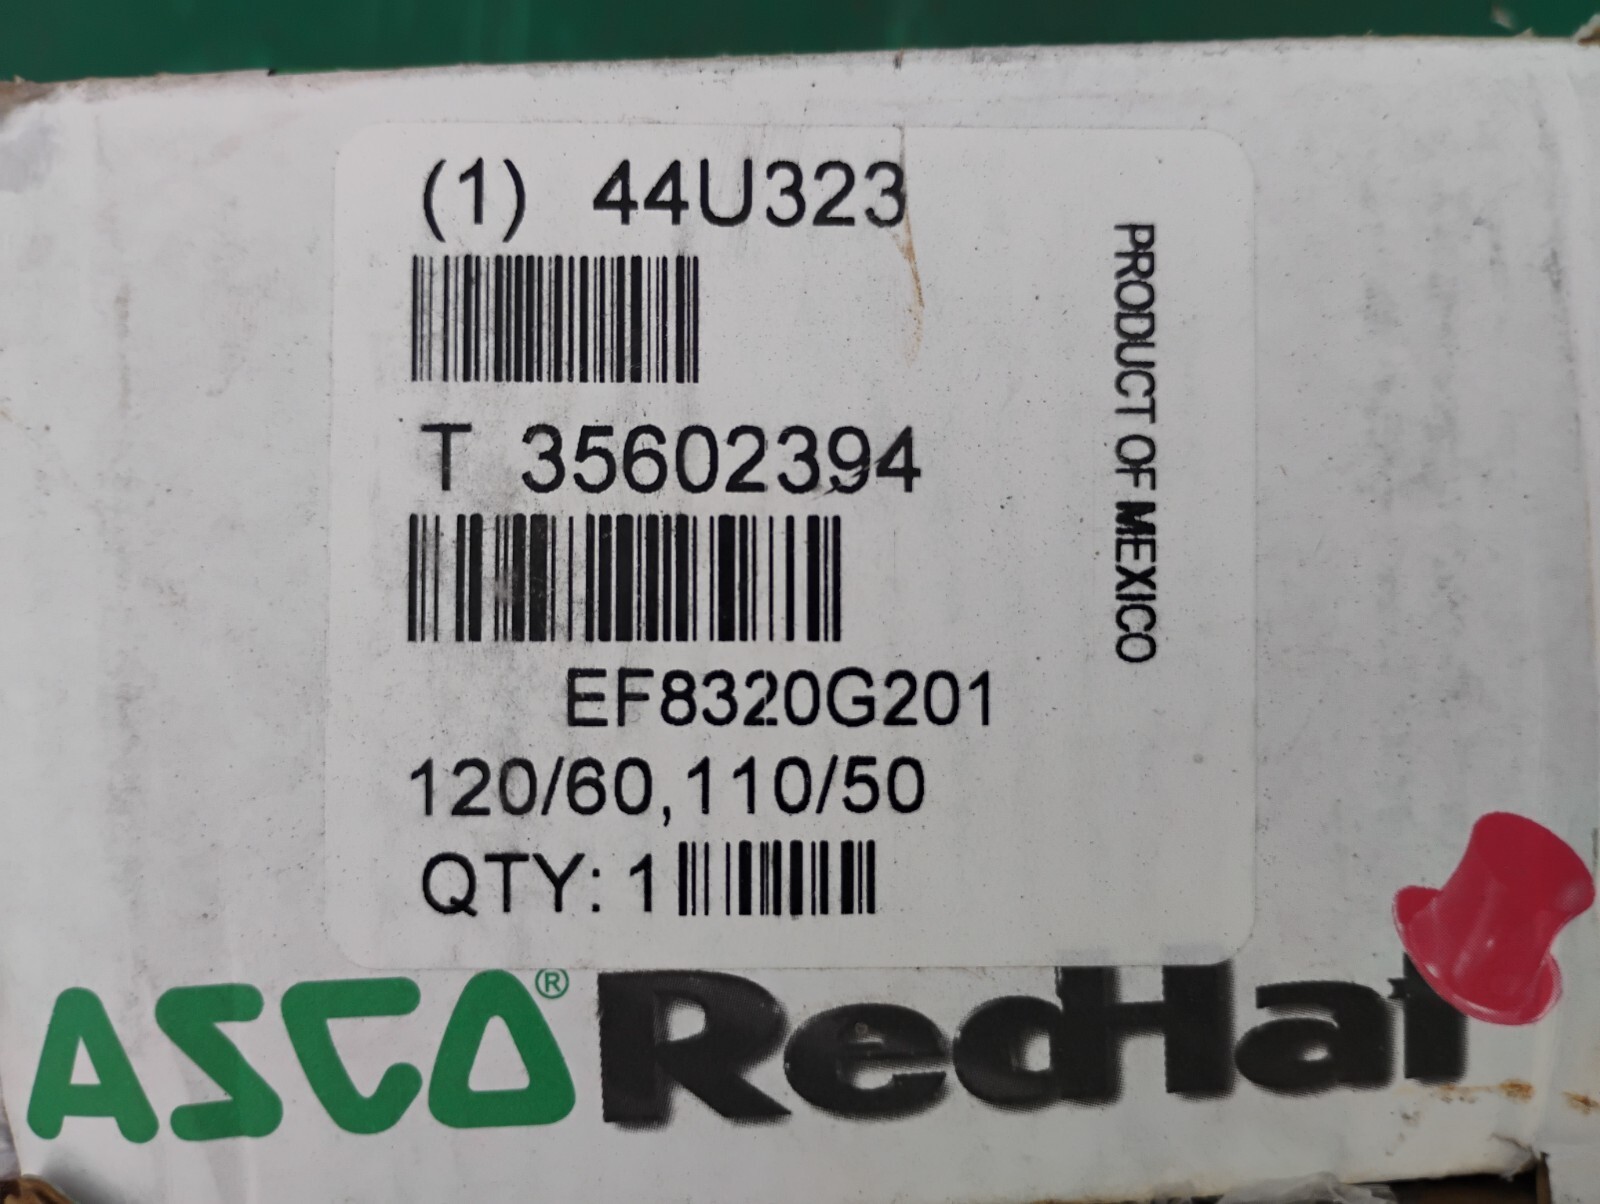 (1) 44U323
T 35602394
EF8320G201
120/60,110/50
QTY: 1
PRODUCT OF MEXICO
ASCO® RedHat